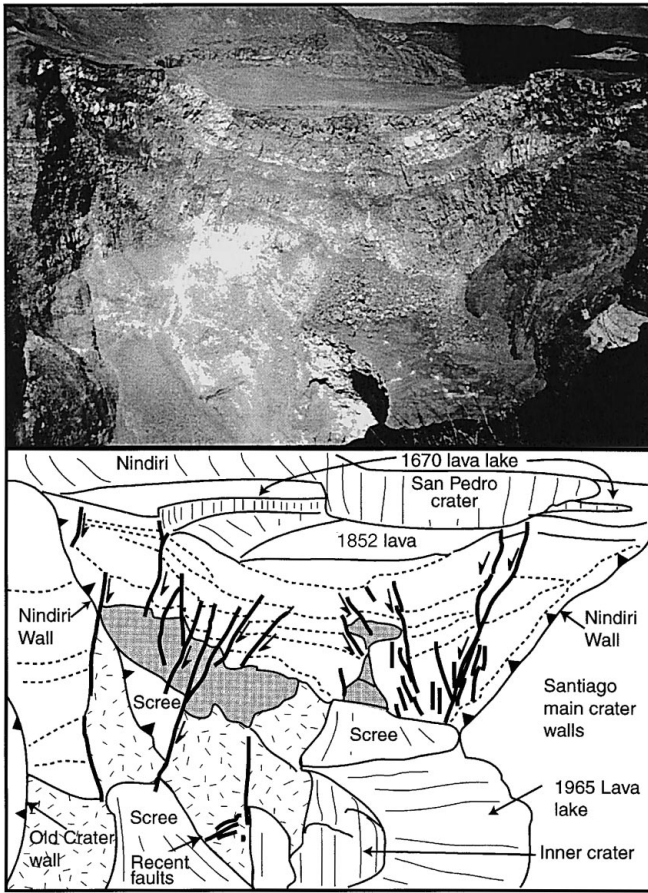 Nindiri
1670 lava lake
San Pedro
crater
1852 lava
Nindiri
Wall
Nindiri
Wall
Scree
Santiago
main crater
walls
Scree
1965 Lava
lake
Scree
Old Crater
wall
Recent
faults
Inner crater